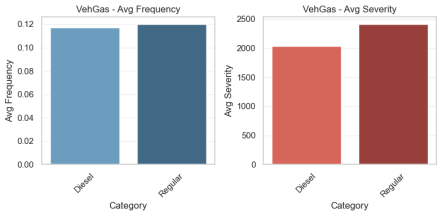 VehGas - Avg Frequency
Avg Frequency
0.12
0.10
0.08
0.06
0.04
0.02
0.00
Diesel
Regular
Category
VehGas - Avg Severity
Avg Severity
2500
2000
1500
1000
500
0
Diesel
Regular
Category